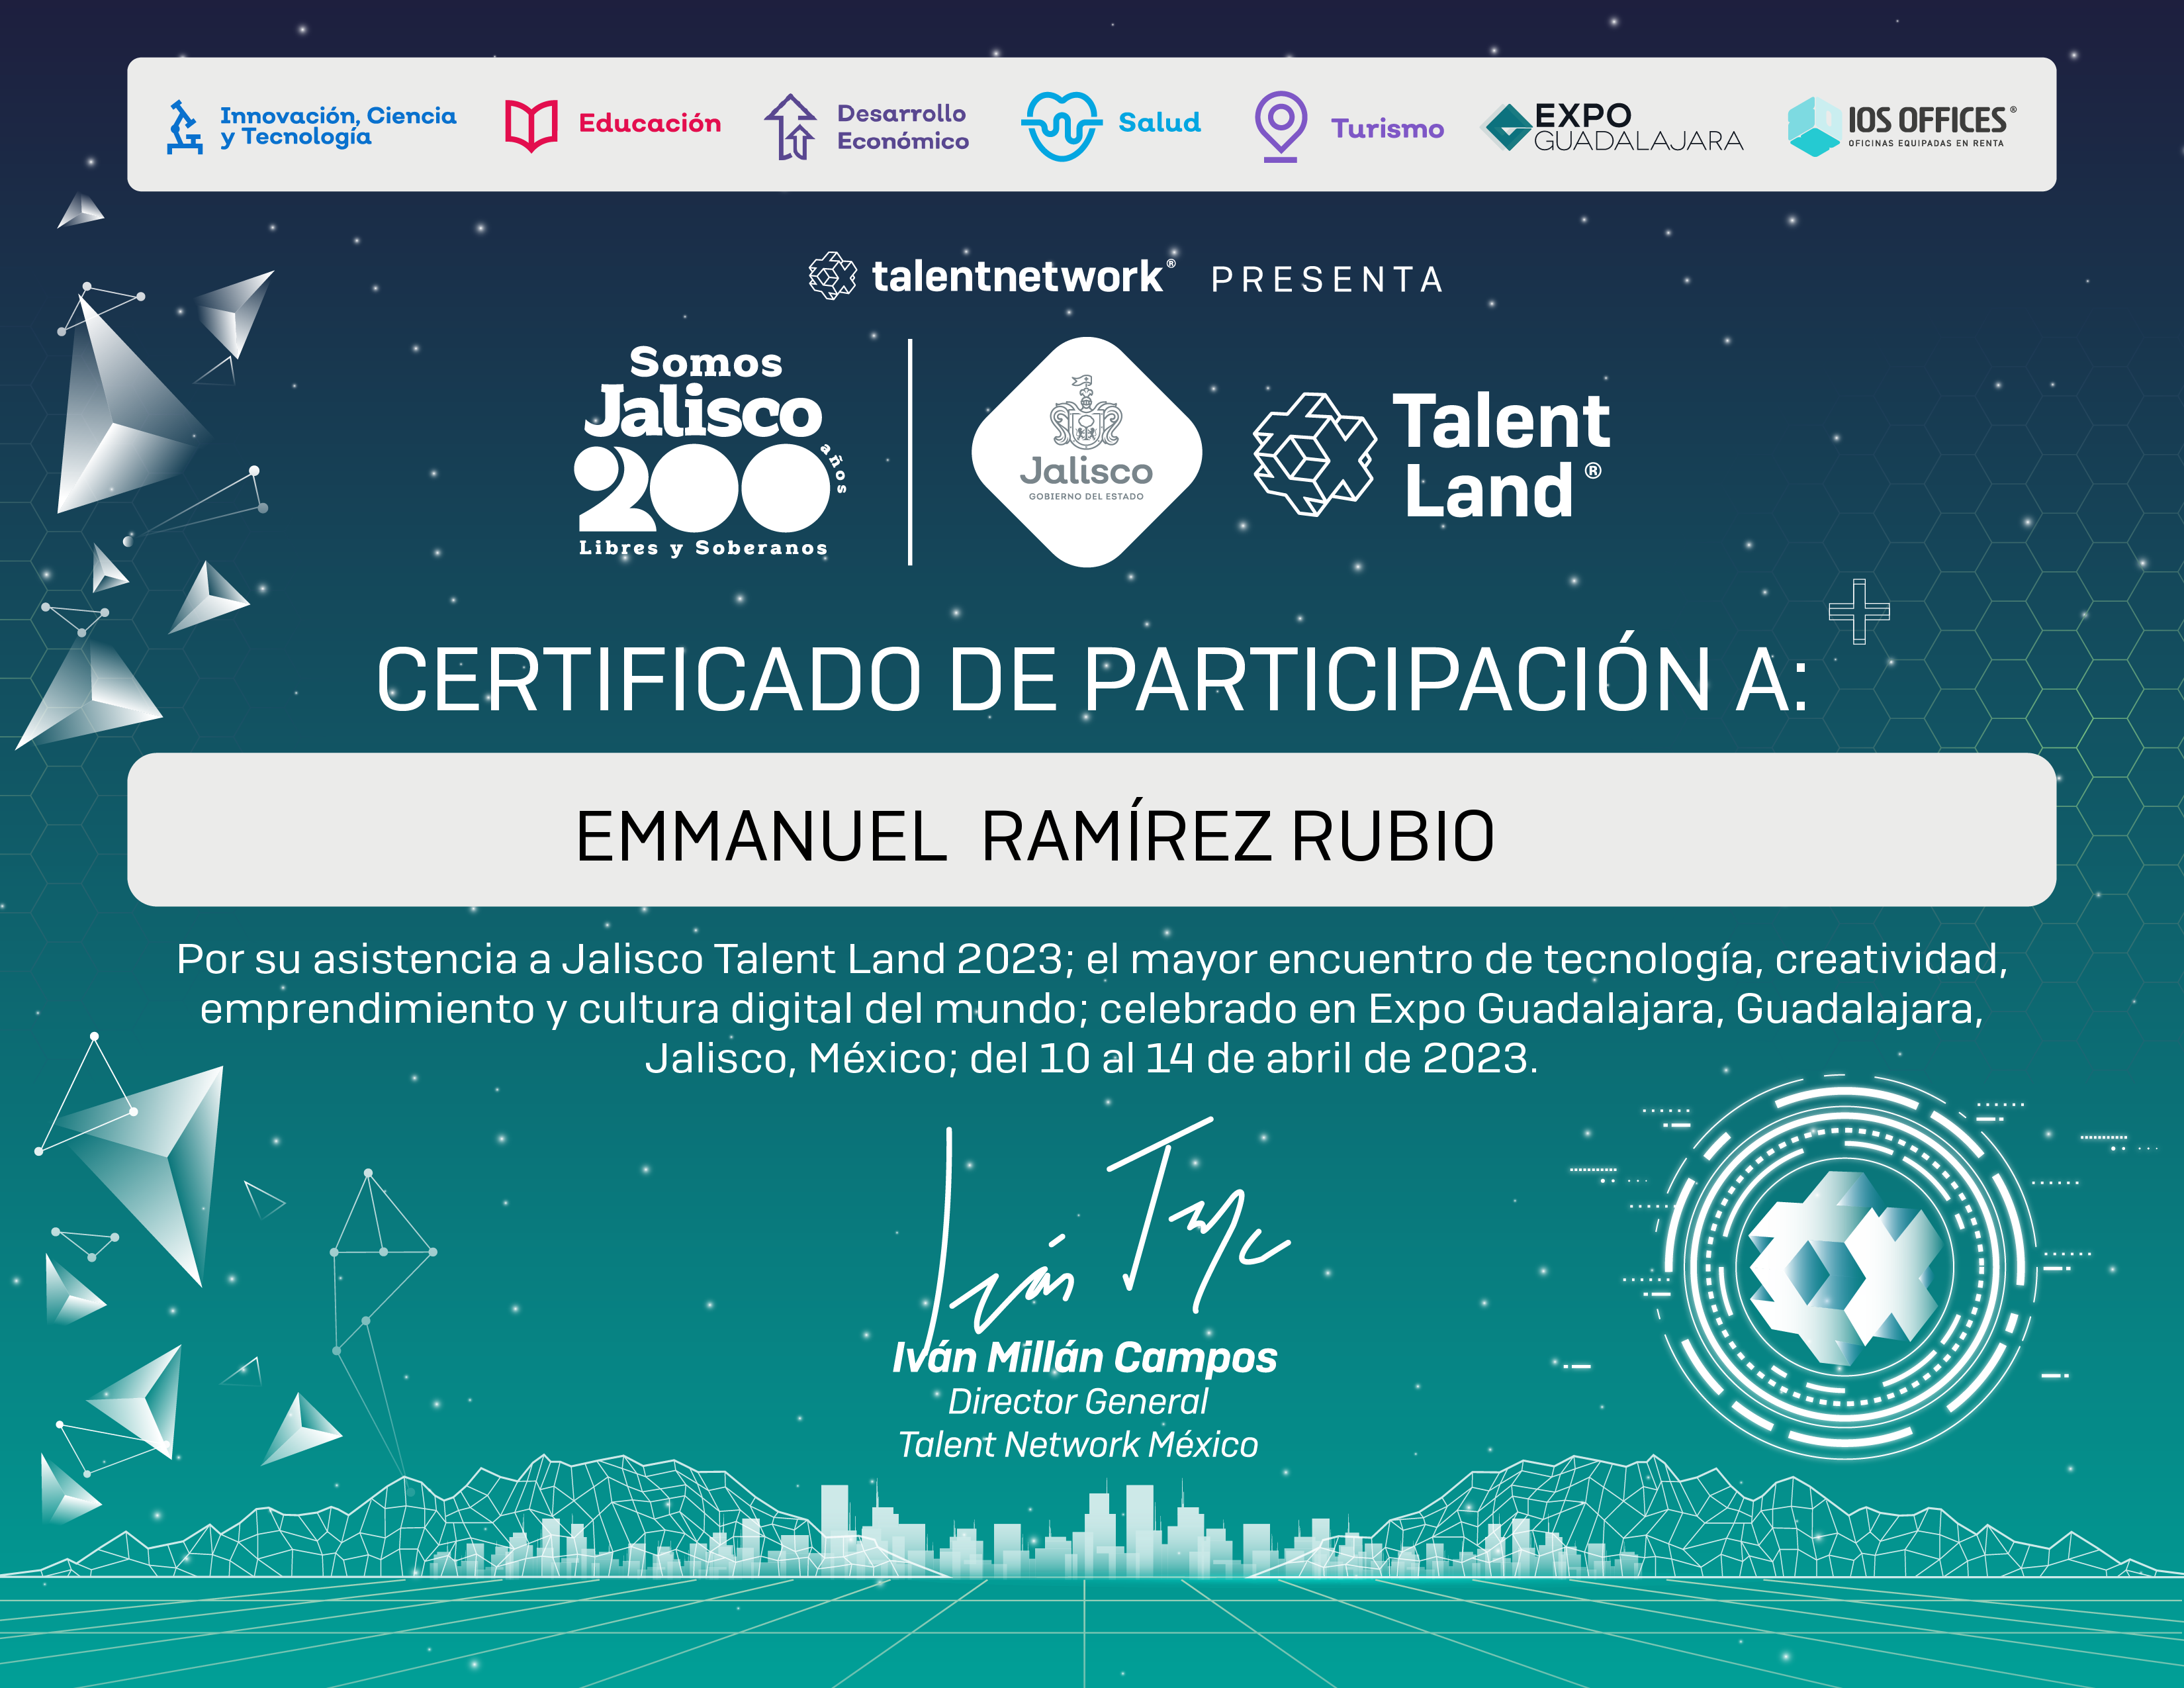 Innovación, Ciencia
y Tecnología
Educación
Desarrollo
Económico
Salud
Turismo
EXPO
GUADALAJARA
IOS OFFICES®
OFICINAS EQUIPADAS EN RENTA
talentnetwork® PRESENTA
Somos
Jalisco
200 años
Libres y Soberanos
Jalisco
GOBIERNO DEL ESTADO
Talent
Land®
CERTIFICADO DE PARTICIPACIÓN A:
EMMANUEL  RAMÍREZ RUBIO
Por su asistencia a Jalisco Talent Land 2023; el mayor encuentro de tecnología, creatividad,
emprendimiento y cultura digital del mundo; celebrado en Expo Guadalajara, Guadalajara,
Jalisco, México; del 10 al 14 de abril de 2023.
Iván Millán Campos
Director General
Talent Network México